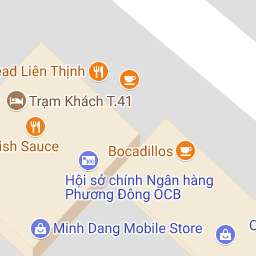 ead Liên Thịnh
Trạm Khách T.41
ish Sauce
Bocadillos
Hội sở chính Ngân hàng
Phương Đông OCB
Minh Dang Mobile Store